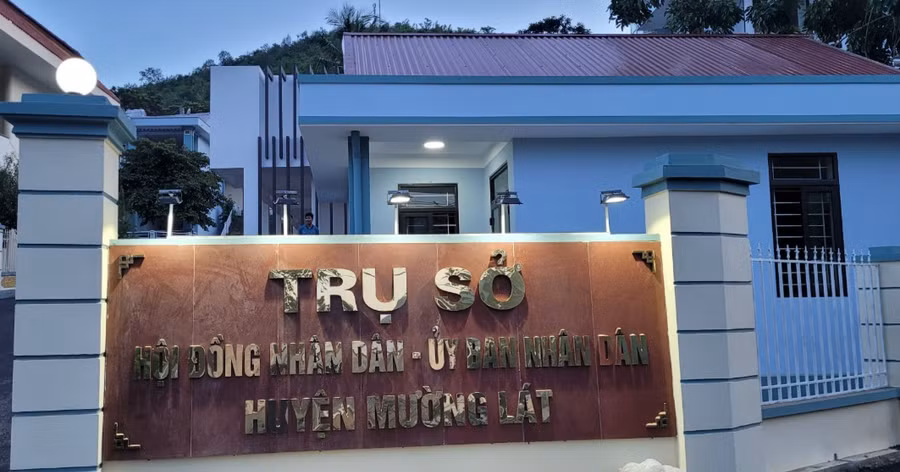 TRỤ SỞ
HỘI ĐỒNG NHÂN DÂN - ỦY BAN NHÂN DÂN
HUYỆN MƯỜNG LÁT